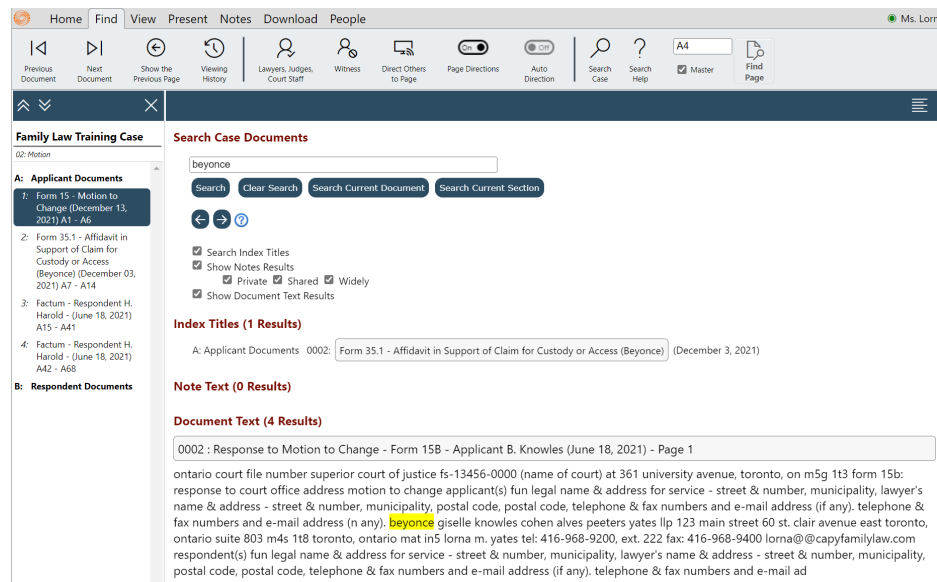 Home Find View Present Notes Download People Ms. Lorn
Previous Document
Next Document
Show the Previous Page
Viewing History
Lawyers, Judges, Court Staff
Witness
Direct Others to Page
On
Page Directions
Off
Auto Direction
Search Case
Search Help
A4
Master
Find Page
Family Law Training Case
02: Motion
A: Applicant Documents
1: Form 15 - Motion to
Change (December 13,
2021) A1 - A6
2: Form 35.1 - Affidavit in
Support of Claim for
Custody or Access
(Beyonce) (December 03,
2021) A7 - A14
3: Factum - Respondent H.
Harold - (June 18, 2021)
A15 - A41
4: Factum - Respondent H.
Harold - (June 18, 2021)
A42 - A68
B: Respondent Documents
Search Case Documents
beyonce
Search Clear Search Search Current Document Search Current Section
Search Index Titles
Show Notes Results
Private Shared Widely
Show Document Text Results
Index Titles (1 Results)
A: Applicant Documents 0002: Form 35.1 - Affidavit in Support of Claim for Custody or Access (Beyonce) (December 3, 2021)
Note Text (0 Results)
Document Text (4 Results)
0002 : Response to Motion to Change - Form 15B - Applicant B. Knowles (June 18, 2021) - Page 1
ontario court file number superior court of justice fs-13456-0000 (name of court) at 361 university avenue, toronto, on m5g 1t3 form 15b:
response to court office address motion to change applicant(s) fun legal name & address for service - street & number, municipality, lawyer's
name & address - street & number, municipality, postal code, postal code, telephone & fax numbers and e-mail address (if any). telephone &
fax numbers and e-mail address (n any). beyonce giselle knowles cohen alves peeters yates llp 123 main street 60 st. clair avenue east toronto,
ontario suite 803 m4s 1t8 toronto, ontario mat in5 lorna m. yates tel: 416-968-9200, ext. 222 fax: 416-968-9400 lorna@@capyfamilylaw.com
respondent(s) fun legal name & address for service - street & number, municipality, lawyer's name & address - street & number, municipality,
postal code, postal code, telephone & fax numbers and e-mail address (if any). telephone & fax numbers and e-mail ad